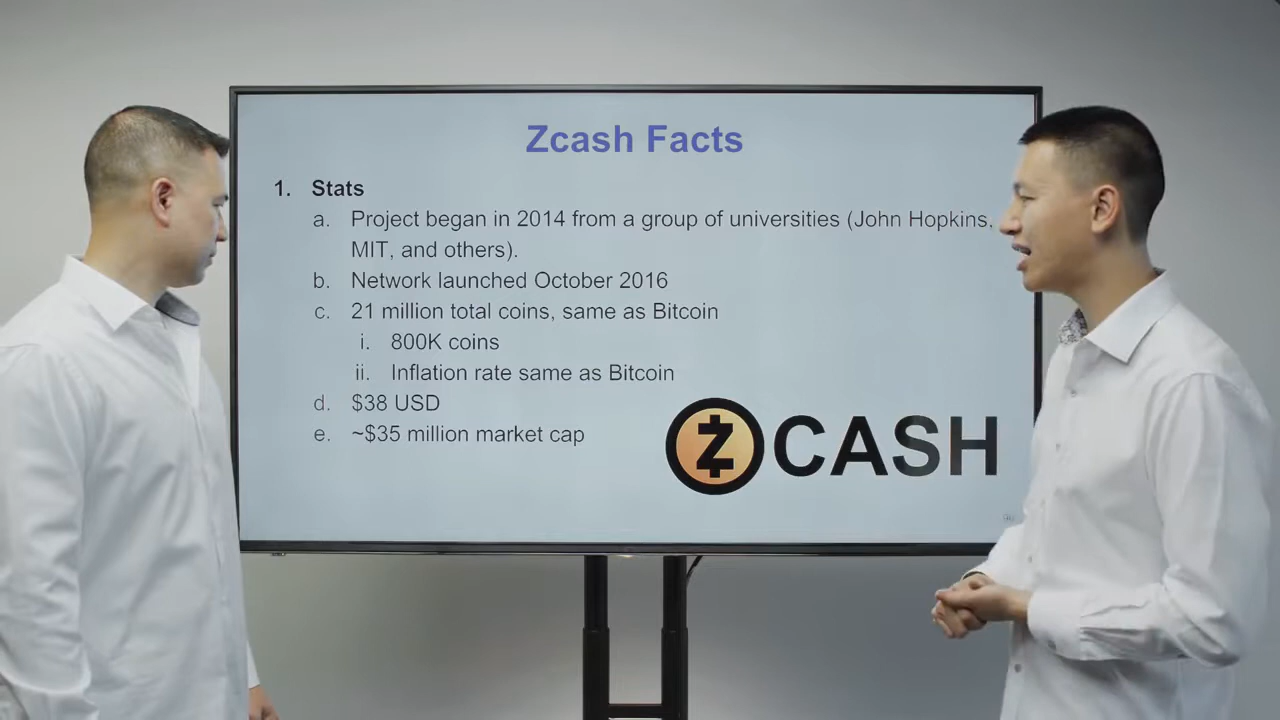 Zcash Facts
1. Stats
a. Project began in 2014 from a group of universities (John Hopkins,
MIT, and others).
b. Network launched October 2016
c. 21 million total coins, same as Bitcoin
i. 800K coins
ii. Inflation rate same as Bitcoin
d. $38 USD
e. ~$35 million market cap
ZCASH